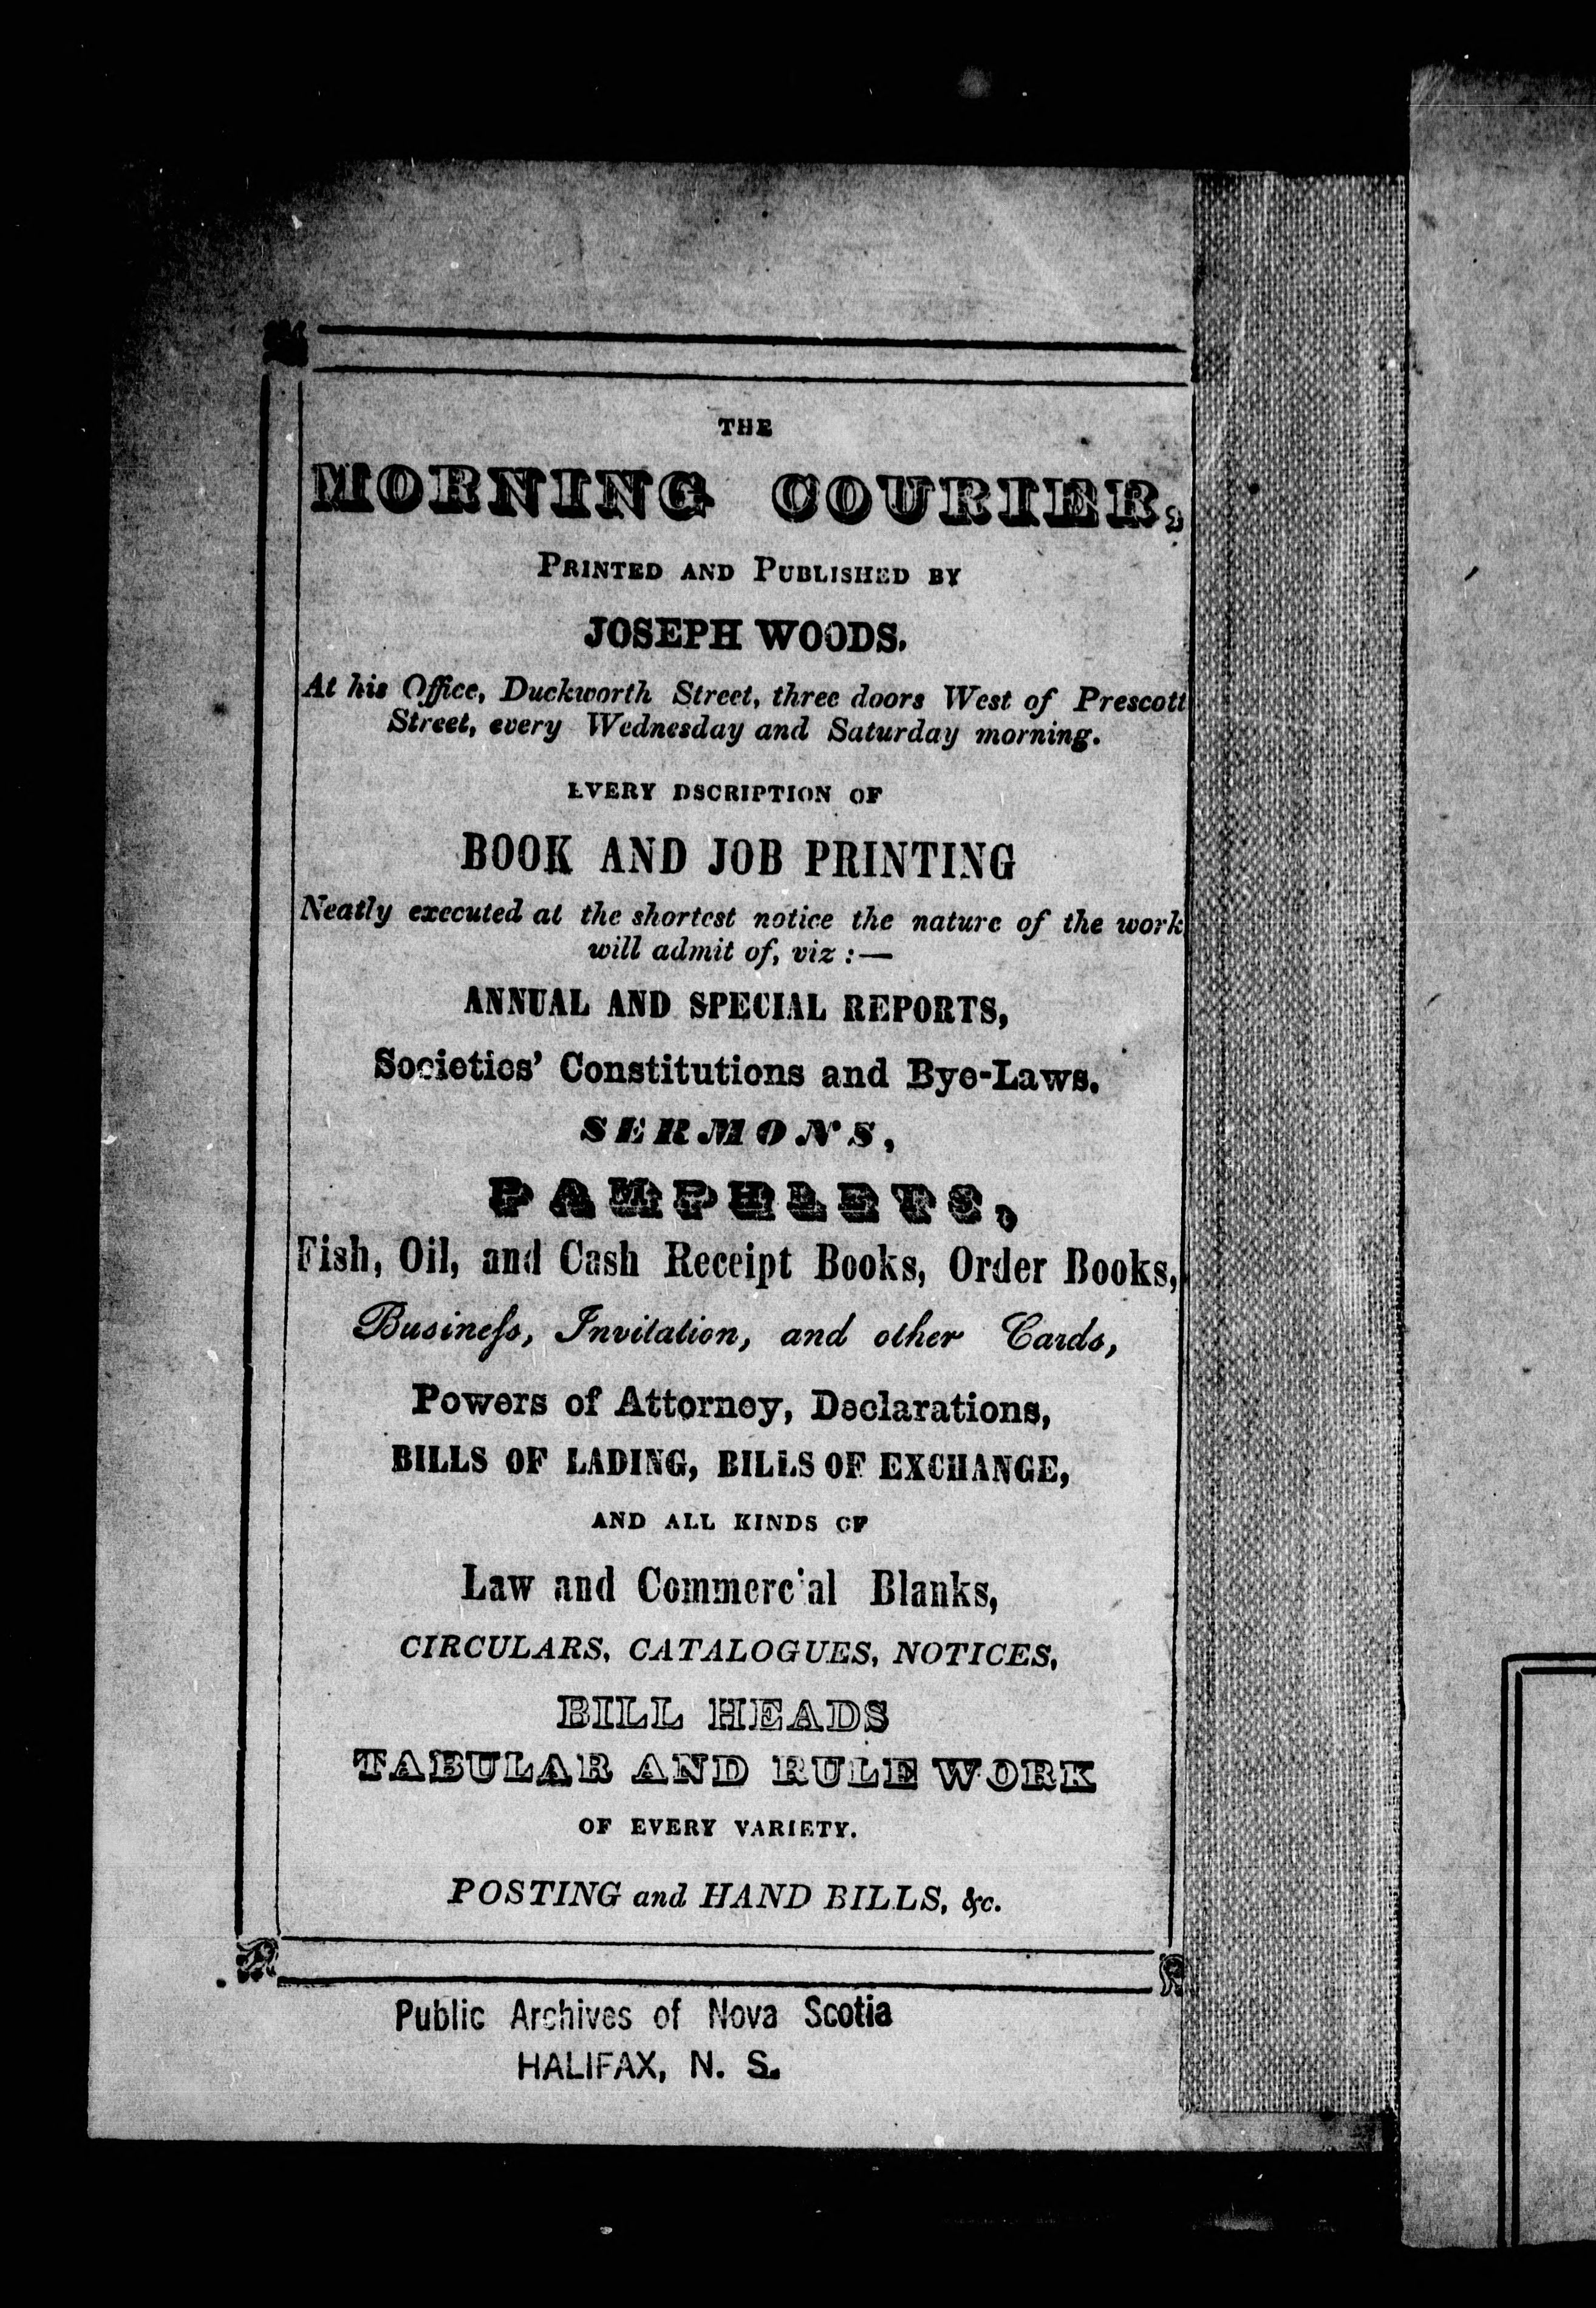 THE
MORNING COURIER,
PRINTED AND PUBLISHED BY
JOSEPH WOODS.
At his Office, Duckworth Street, three doors West of Prescott
Street, every Wednesday and Saturday morning.
EVERY DSCRIPTION OF
BOOK AND JOB PRINTING
Neatly executed at the shortest notice the nature of the work
will admit of, viz :—
ANNUAL AND SPECIAL REPORTS,
Societies' Constitutions and Bye-Laws.
SERMONS,
PAMPHLETS,
Fish, Oil, and Cash Receipt Books, Order Books,
Business, Invitation, and other Cards,
Powers of Attorney, Declarations,
BILLS OF LADING, BILLS OF EXCHANGE,
AND ALL KINDS OF
Law and Commercial Blanks,
CIRCULARS, CATALOGUES, NOTICES,
BILL HEADS
TABULAR AND RULE WORK
OF EVERY VARIETY.
POSTING and HAND BILLS, &c.
Public Archives of Nova Scotia
HALIFAX, N. S.